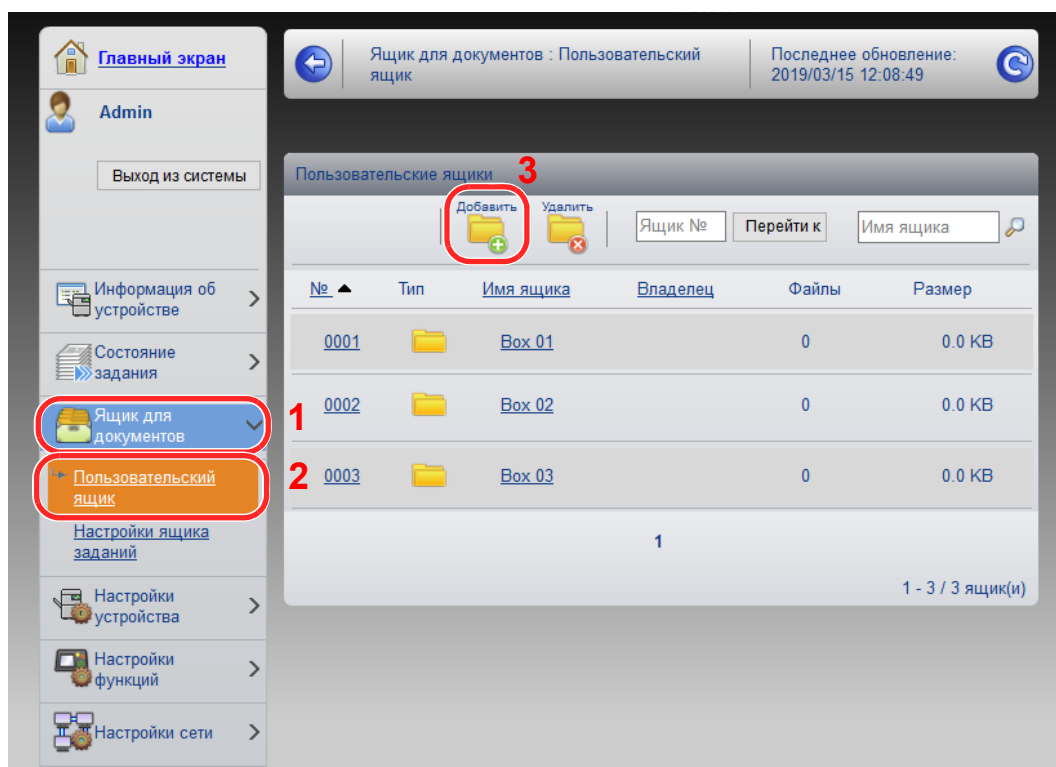 Главный экран
Admin
Выход из системы
Информация об
устройстве
Состояние
задания
Ящик для
документов
1
Пользовательский
ящик
2
Настройки ящика
заданий
Настройки
устройства
Настройки
функций
Настройки сети
Ящик для документов : Пользовательский
ящик
Последнее обновление:
2019/03/15 12:08:49
Пользовательские ящики
3
Добавить Удалить Ящик № Перейти к Имя ящика
№ Тип Имя ящика Владелец Файлы Размер
0001 Box 01 0 0.0 KB
0002 Box 02 0 0.0 KB
0003 Box 03 0 0.0 KB
1
1 - 3 / 3 ящик(и)